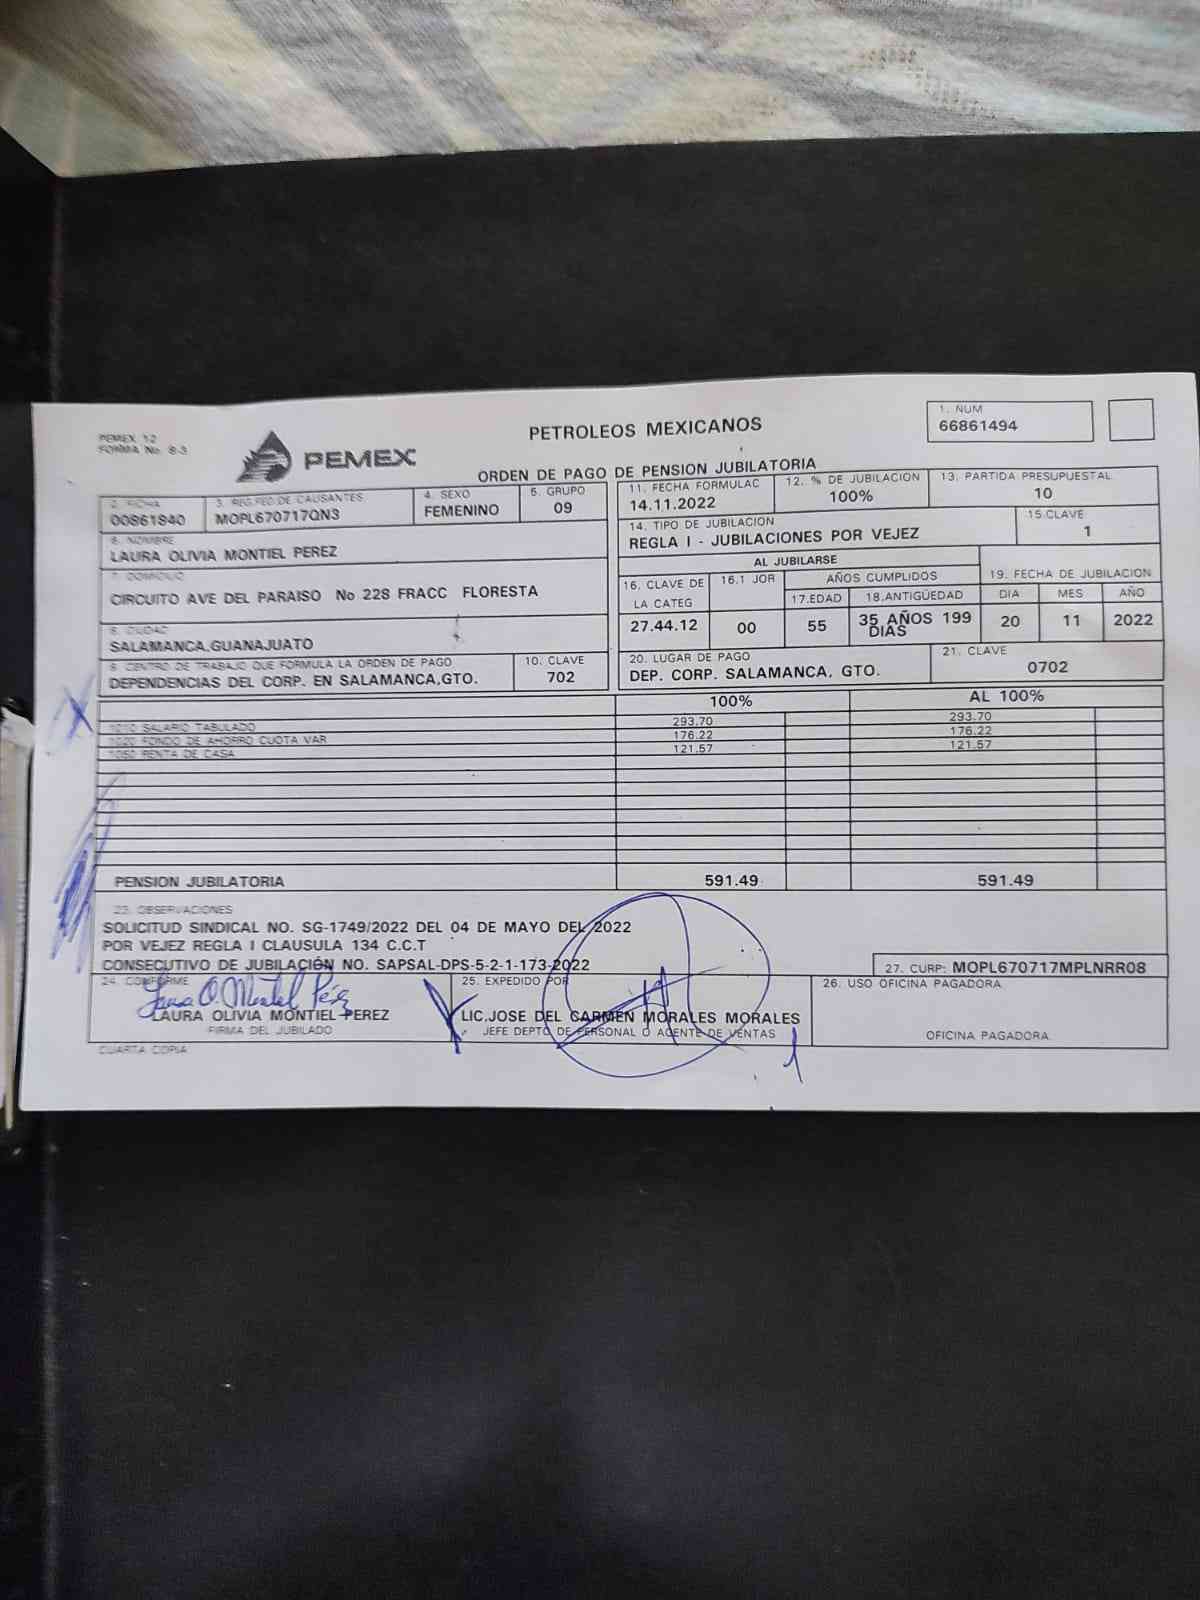 PEMEX 12
FORMA No. 8-3
PEMEX
PETROLEOS MEXICANOS
ORDEN DE PAGO DE PENSION JUBILATORIA
1. NUM
66861494
2. FICHA
00861840
3. REG.FED.DE CAUSANTES
MOPL670717QN3
4. SEXO
FEMENINO
5. GRUPO
09
6. NOMBRE
LAURA OLIVIA MONTIEL PEREZ
7. DOMICILIO
CIRCUITO AVE DEL PARAISO No 228 FRACC FLORESTA
8. CIUDAD
SALAMANCA,GUANAJUATO
9. CENTRO DE TRABAJO QUE FORMULA LA ORDEN DE PAGO
DEPENDENCIAS DEL CORP. EN SALAMANCA,GTO.
10. CLAVE
702
11. FECHA FORMULAC
14.11.2022
12. % DE JUBILACION
100%
13. PARTIDA PRESUPUESTAL
10
14. TIPO DE JUBILACION
REGLA I - JUBILACIONES POR VEJEZ
15.CLAVE
1
AL JUBILARSE
16. CLAVE DE
LA CATEG
27.44.12
16.1 JOR
00
AÑOS CUMPLIDOS
17.EDAD
55
18.ANTIGÜEDAD
35 AÑOS 199
DIAS
19. FECHA DE JUBILACION
DIA MES AÑO
20 11 2022
20. LUGAR DE PAGO
DEP. CORP. SALAMANCA, GTO.
21. CLAVE
0702
100% AL 100%
1010 SALARIO TABULADO 293.70 293.70
1020 FONDO DE AHORRO CUOTA VAR 176.22 176.22
1050 RENTA DE CASA 121.57 121.57
PENSION JUBILATORIA 591.49 591.49
23. OBSERVACIONES
SOLICITUD SINDICAL NO. SG-1749/2022 DEL 04 DE MAYO DEL 2022
POR VEJEZ REGLA I CLAUSULA 134 C.C.T
CONSECUTIVO DE JUBILACIÓN NO. SAPSAL-DPS-5-2-1-173-2022
27. CURP: MOPL670717MPLNRR08
24. CONFORME
Laura O. Montiel Pérez
LAURA OLIVIA MONTIEL PEREZ
FIRMA DEL JUBILADO
25. EXPEDIDO POR
LIC.JOSE DEL CARMEN MORALES MORALES
JEFE DEPTO DE PERSONAL O AGENTE DE VENTAS
26. USO OFICINA PAGADORA
OFICINA PAGADORA
CUARTA COPIA